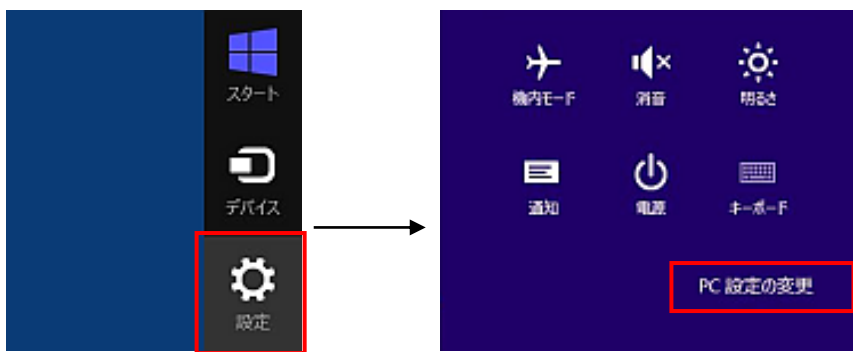 スタート
デバイス
設定
機内モード
消音
明るさ
通知
電源
キーボード
PC 設定の変更